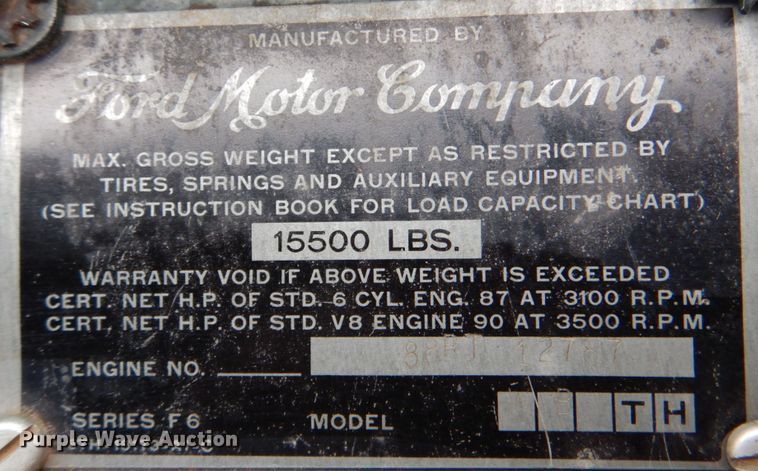 MANUFACTURED BY
Ford Motor Company
MAX. GROSS WEIGHT EXCEPT AS RESTRICTED BY
TIRES, SPRINGS AND AUXILIARY EQUIPMENT.
(SEE INSTRUCTION BOOK FOR LOAD CAPACITY CHART)
15500 LBS.
WARRANTY VOID IF ABOVE WEIGHT IS EXCEEDED
CERT. NET H.P. OF STD. 6 CYL. ENG. 87 AT 3100 R.P.M.
CERT. NET H.P. OF STD. V8 ENGINE 90 AT 3500 R.P.M.
ENGINE NO.
SERIES F6 MODEL TH
Purple Wave Auction